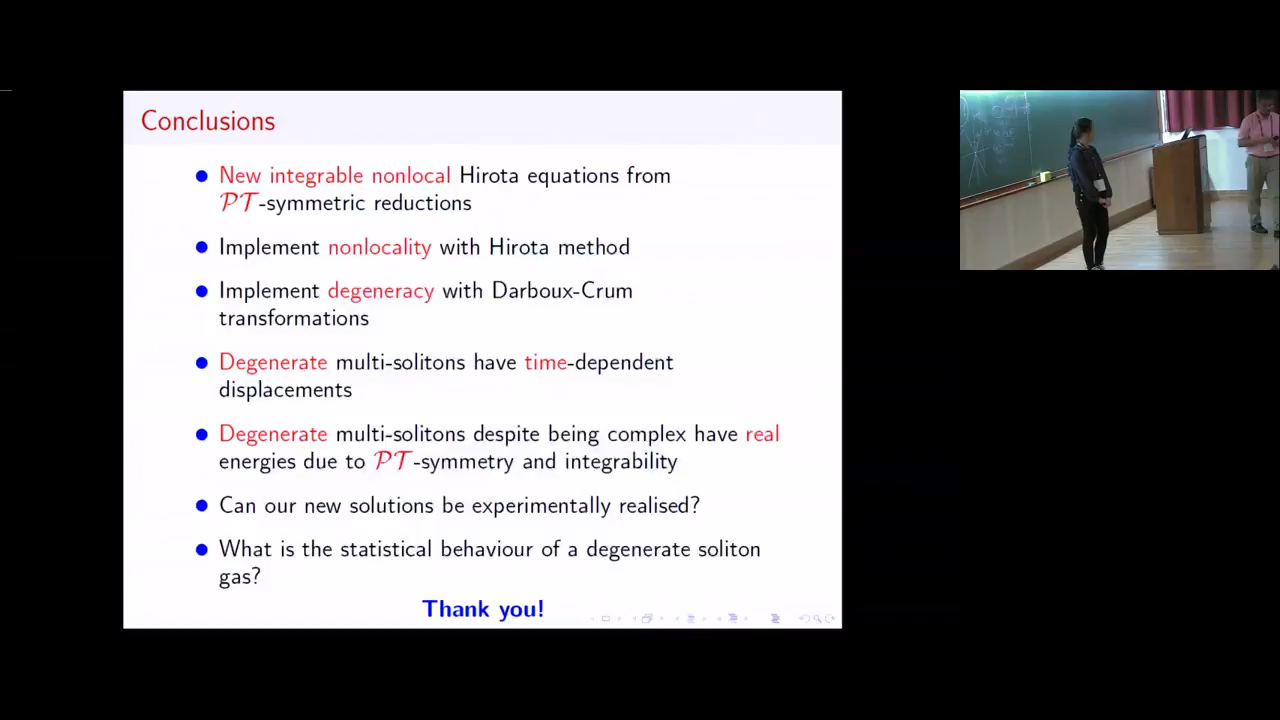 Conclusions
New integrable nonlocal Hirota equations from
𝒫𝒯-symmetric reductions
Implement nonlocality with Hirota method
Implement degeneracy with Darboux-Crum
transformations
Degenerate multi-solitons have time-dependent
displacements
Degenerate multi-solitons despite being complex have real
energies due to 𝒫𝒯-symmetry and integrability
Can our new solutions be experimentally realised?
What is the statistical behaviour of a degenerate soliton
gas?
Thank you!